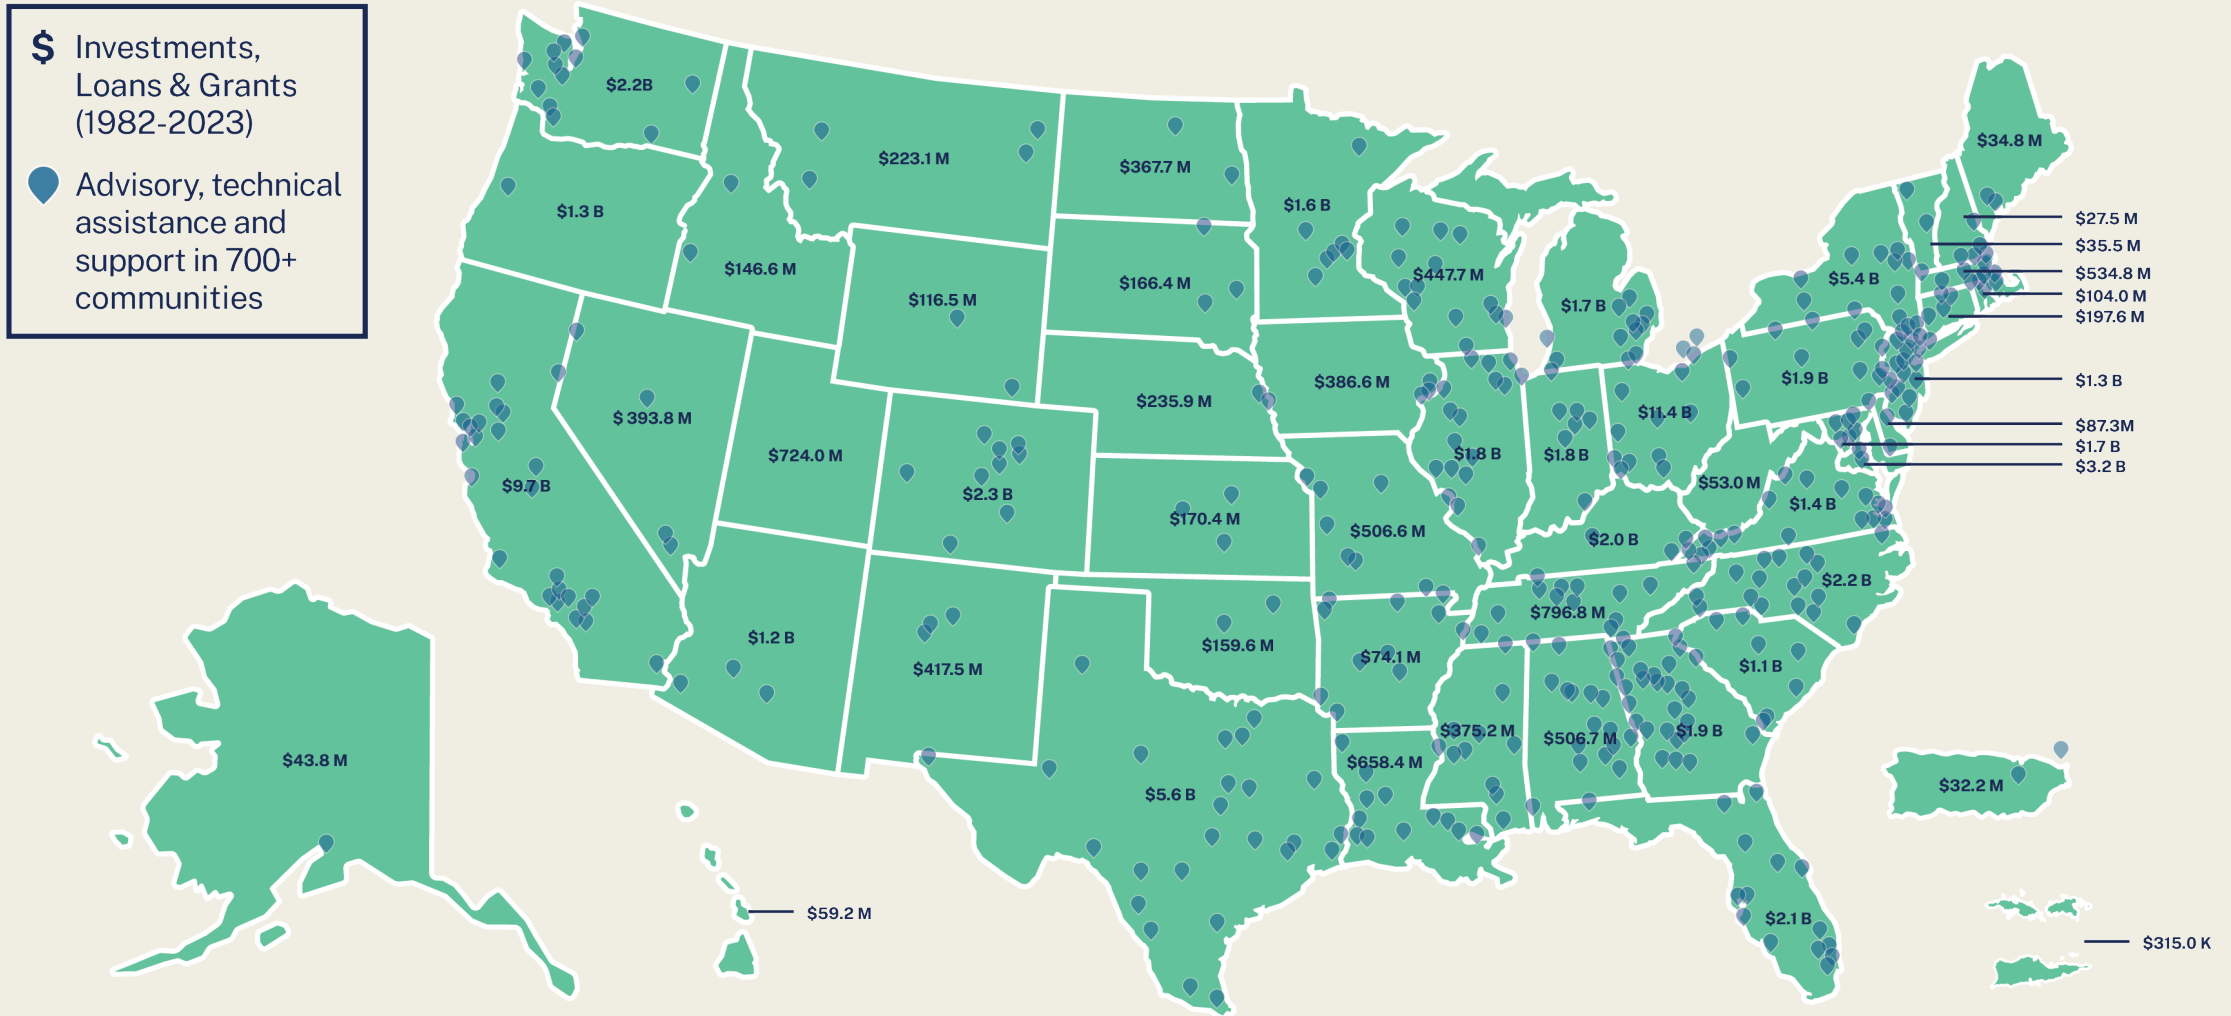 $ Investments,
Loans & Grants
(1982-2023)
Advisory, technical
assistance and
support in 700+
communities
$2.2B
$1.3 B
$146.6 M
$223.1 M
$367.7 M
$1.6 B
$166.4 M
$116.5 M
$447.7 M
$1.7 B
$5.4 B
$34.8 M
$27.5 M
$35.5 M
$534.8 M
$104.0 M
$197.6 M
$1.3 B
$87.3M
$1.7 B
$3.2 B
$9.7 B
$393.8 M
$724.0 M
$2.3 B
$235.9 M
$386.6 M
$1.8 B
$1.8 B
$11.4 B
$1.9 B
$53.0 M
$1.4 B
$170.4 M
$506.6 M
$2.0 B
$2.2 B
$796.8 M
$1.2 B
$417.5 M
$159.6 M
$74.1 M
$1.1 B
$375.2 M
$506.7 M
$1.9 B
$5.6 B
$658.4 M
$2.1 B
$43.8 M
$59.2 M
$32.2 M
$315.0 K